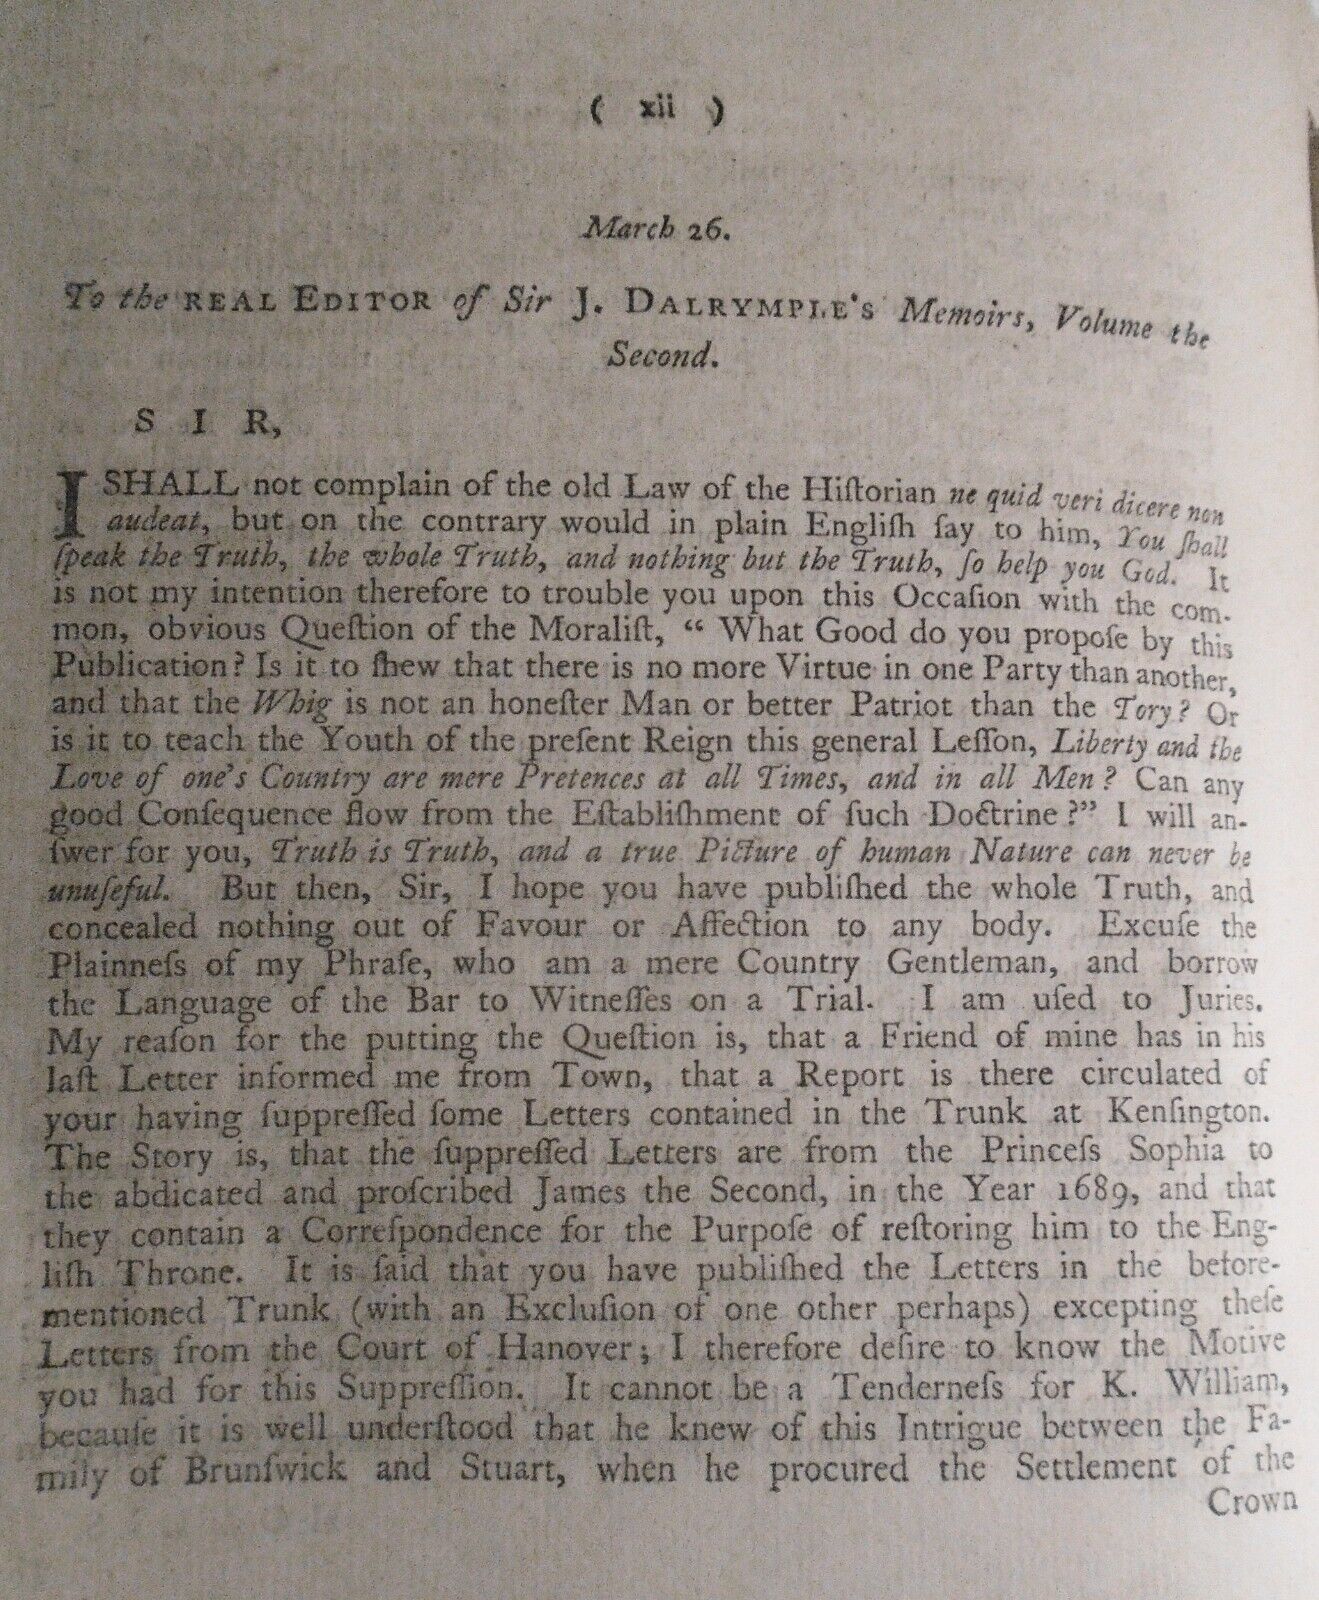 ( xii )
March 26.
To the REAL EDITOR of Sir J. DALRYMPLE's Memoirs, Volume the
Second.
S I R,
I SHALL not complain of the old Law of the Hiſtorian ne quid veri dicere non
audeat, but on the contrary would in plain Engliſh ſay to him, You ſhall
ſpeak the Truth, the whole Truth, and nothing but the Truth, ſo help you God. It
is not my intention therefore to trouble you upon this Occaſion with the com-
mon, obvious Queſtion of the Moraliſt, “ What Good do you propoſe by this
Publication? Is it to ſhew that there is no more Virtue in one Party than another,
and that the Whig is not an honeſter Man or better Patriot than the Tory? Or
is it to teach the Youth of the preſent Reign this general Leſſon, Liberty and the
Love of one's Country are mere Pretences at all Times, and in all Men? Can any
good Conſequence flow from the Eſtabliſhment of ſuch Doctrine?” I will an-
ſwer for you, Truth is Truth, and a true Picture of human Nature can never be
unuſeful. But then, Sir, I hope you have publiſhed the whole Truth, and
concealed nothing out of Favour or Affection to any body. Excuſe the
Plainneſs of my Phraſe, who am a mere Country Gentleman, and borrow
the Language of the Bar to Witneſſes on a Trial. I am uſed to Juries.
My reaſon for the putting the Queſtion is, that a Friend of mine has in his
laſt Letter informed me from Town, that a Report is there circulated of
your having ſuppreſſed ſome Letters contained in the Trunk at Kenſington.
The Story is, that the ſuppreſſed Letters are from the Princeſs Sophia to
the abdicated and proſcribed James the Second, in the Year 1689, and that
they contain a Correſpondence for the Purpoſe of reſtoring him to the Eng-
liſh Throne. It is ſaid that you have publiſhed the Letters in the before-
mentioned Trunk (with an Excluſion of one other perhaps) excepting theſe
Letters from the Court of Hanover; I therefore deſire to know the Motive
you had for this Suppreſſion. It cannot be a Tenderneſs for K. William,
becauſe it is well underſtood that he knew of this Intrigue between the Fa-
mily of Brunſwick and Stuart, when he procured the Settlement of the
Crown